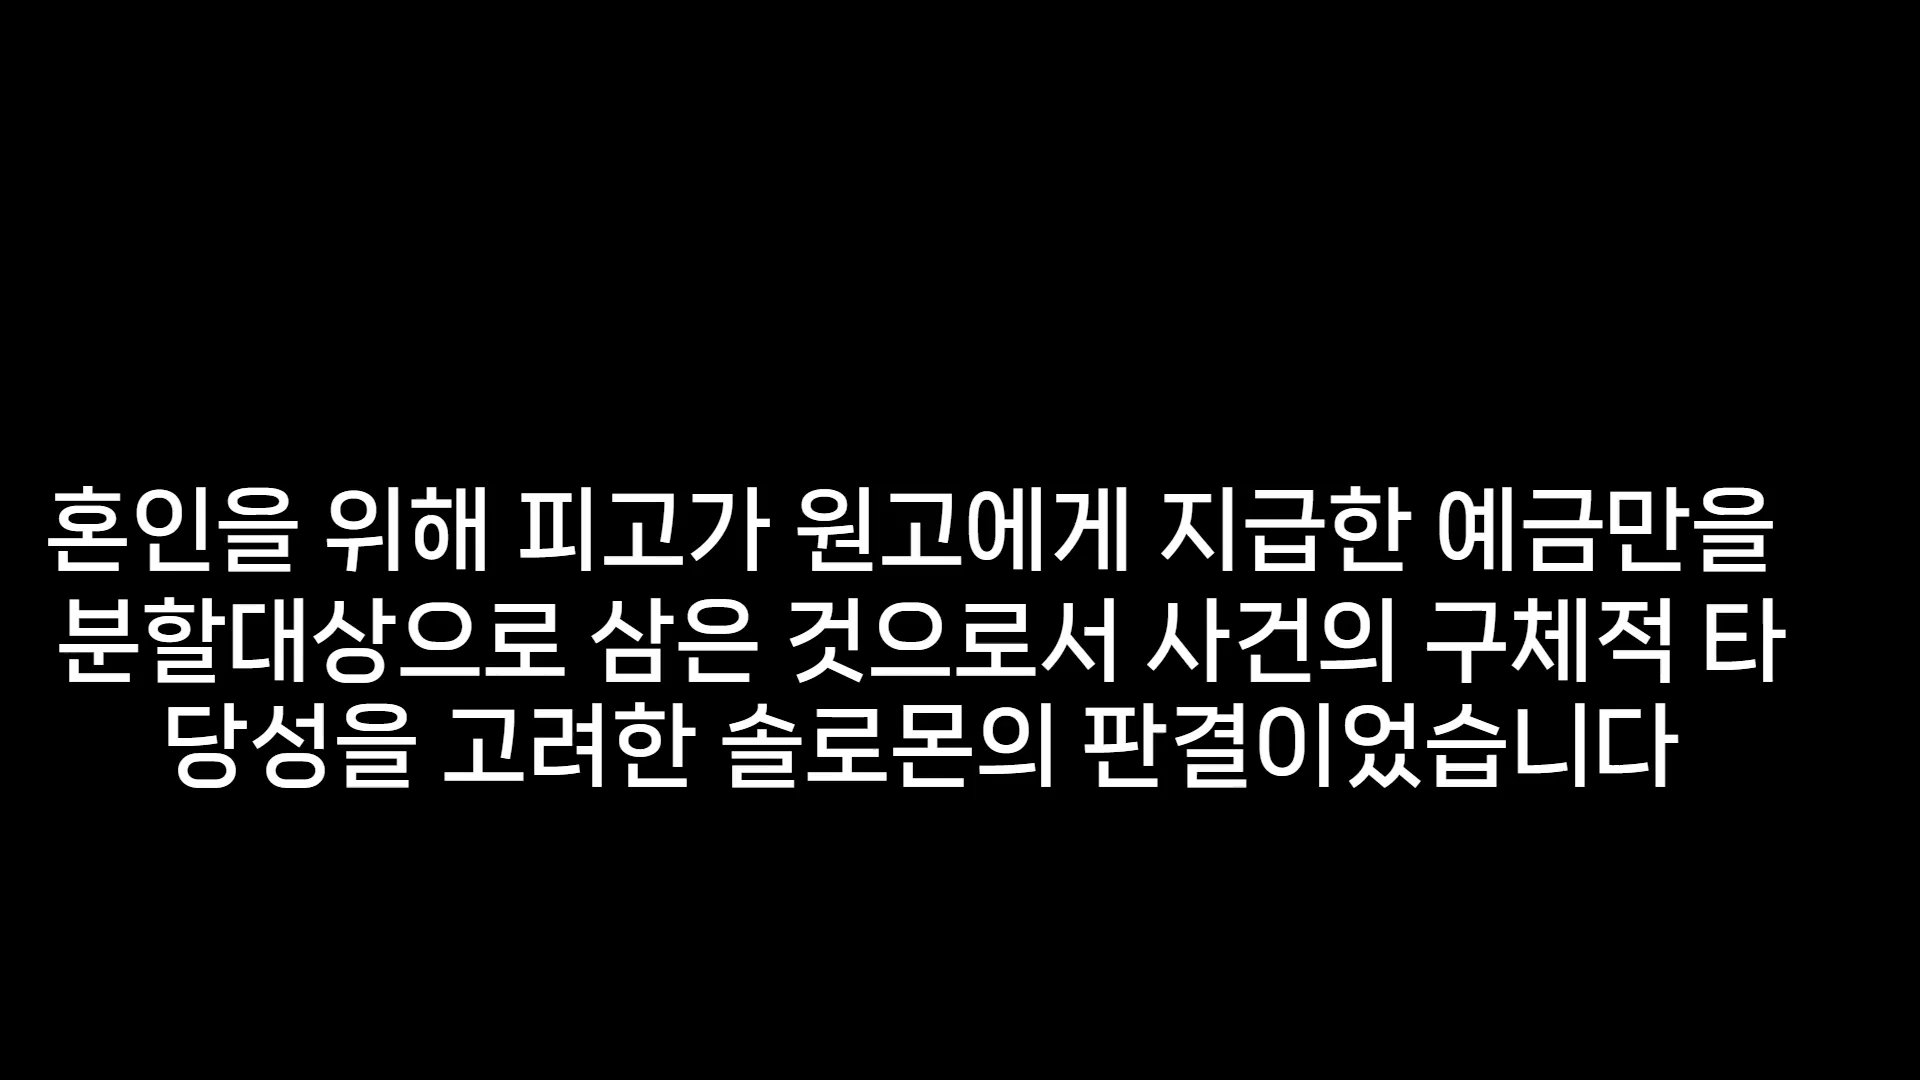 혼인을 위해 피고가 원고에게 지급한 예금만을
분할대상으로 삼은 것으로서 사건의 구체적 타
당성을 고려한 솔로몬의 판결이었습니다